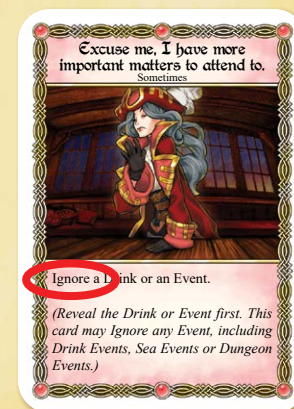 Excuse me, I have more
important matters to attend to.
Sometimes
Ignore a Drink or an Event.
(Reveal the Drink or Event first. This
card may Ignore any Event, including
Drink Events, Sea Events or Dungeon
Events.)